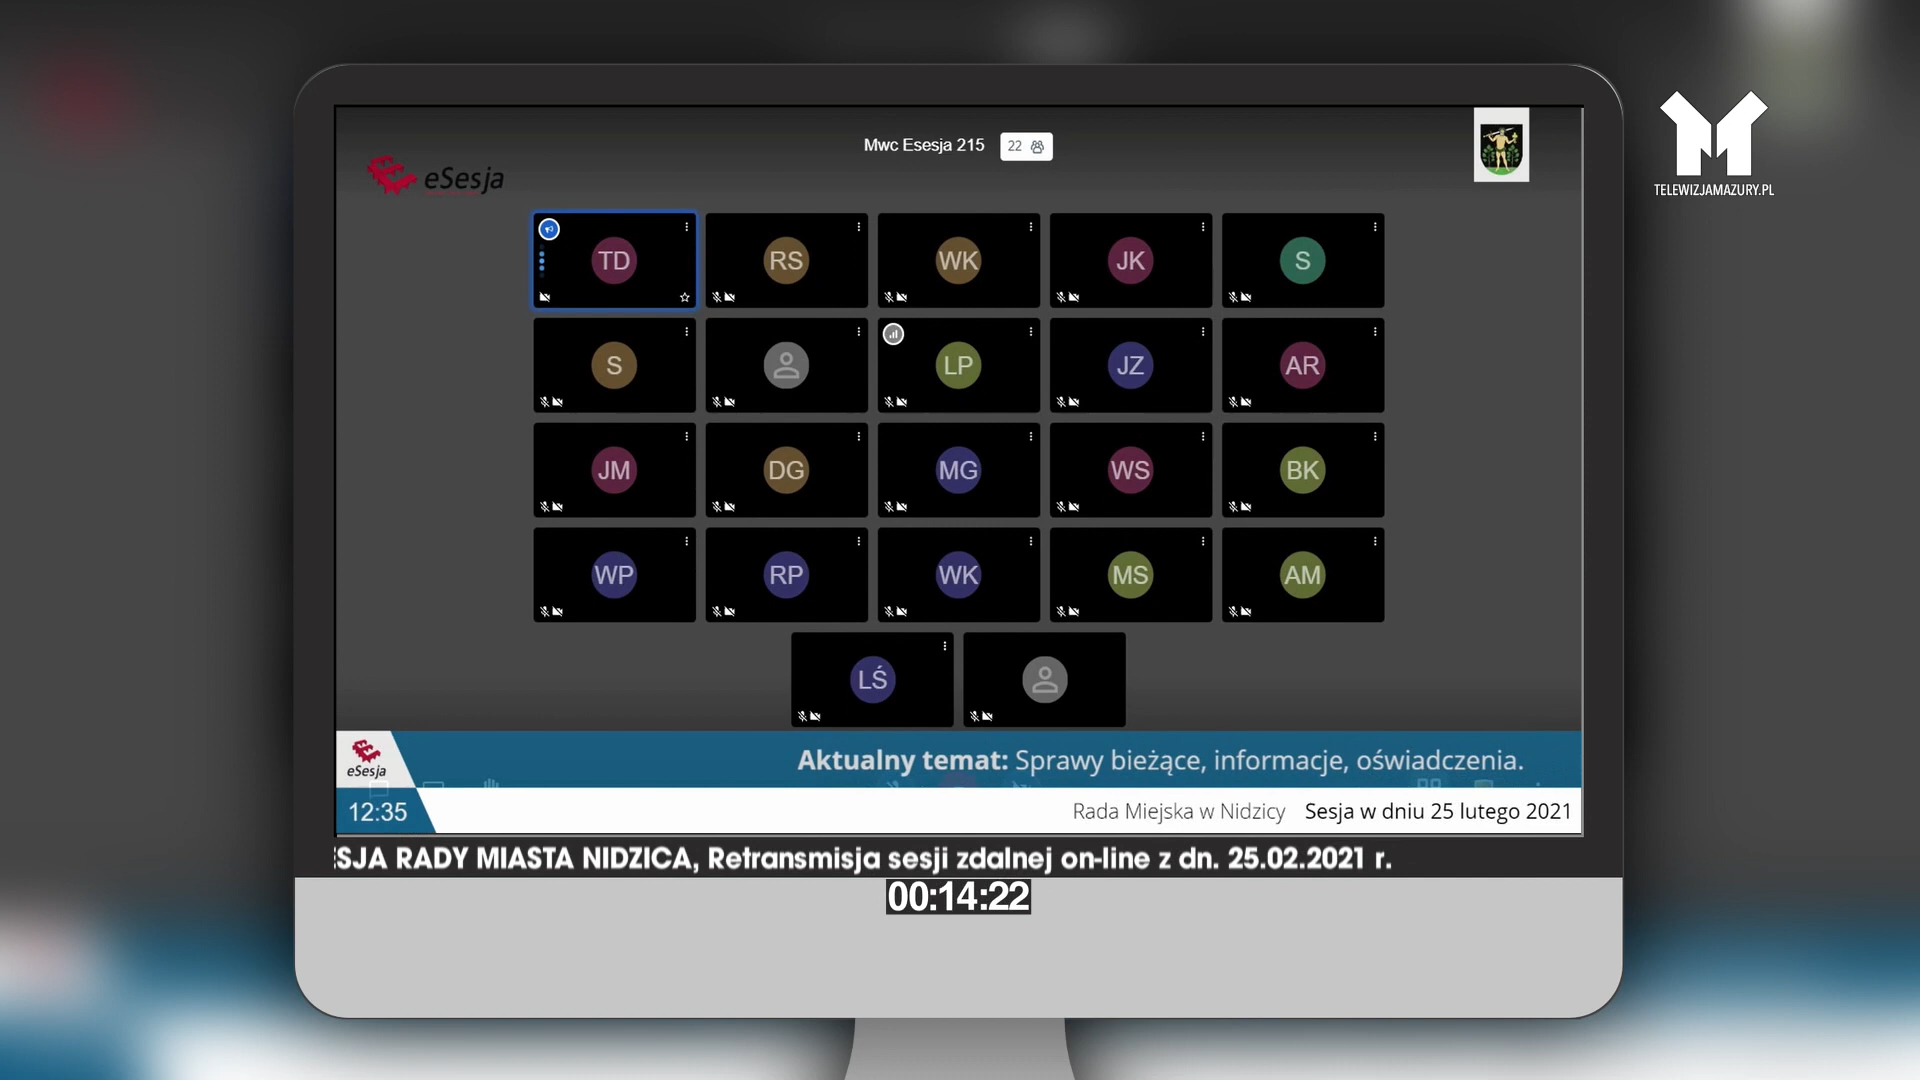 Mwc Esesja 215
22
eSesja
TELEWIZJAMAZURY.PL
TD
RS
WK
JK
S
S
LP
JZ
AR
JM
DG
MG
WS
BK
WP
RP
WK
MS
AM
LŚ
eSesja
Aktualny temat: Sprawy bieżące, informacje, oświadczenia.
12:35
Rada Miejska w Nidzicy Sesja w dniu 25 lutego 2021
SJA RADY MIASTA NIDZICA, Retransmisja sesji zdalnej on-line z dn. 25.02.2021 r.
00:14:22